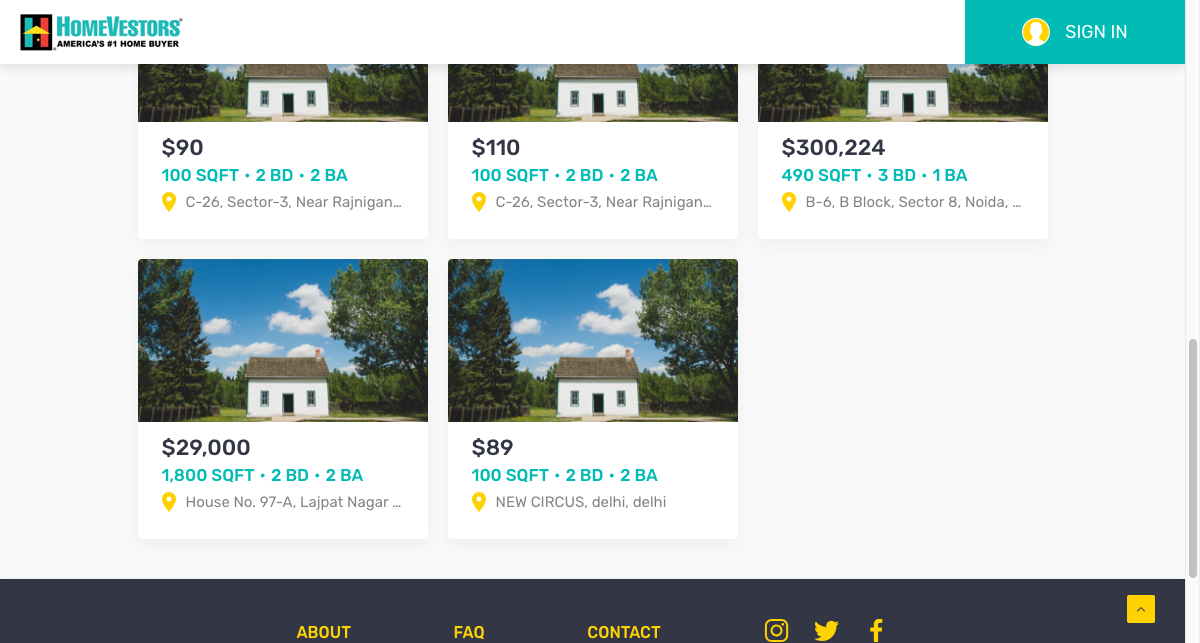 HOMEVESTORS
AMERICA'S #1 HOME BUYER
SIGN IN
$90
100 SQFT • 2 BD • 2 BA
C-26, Sector-3, Near Rajnigan...
$110
100 SQFT • 2 BD • 2 BA
C-26, Sector-3, Near Rajnigan...
$300,224
490 SQFT • 3 BD • 1 BA
B-6, B Block, Sector 8, Noida, ...
$29,000
1,800 SQFT • 2 BD • 2 BA
House No. 97-A, Lajpat Nagar ...
$89
100 SQFT • 2 BD • 2 BA
NEW CIRCUS, delhi, delhi
ABOUT
FAQ
CONTACT